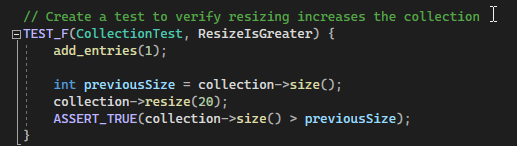 // Create a test to verify resizing increases the collection
TEST_F(CollectionTest, ResizeIsGreater) {
    add_entries(1);

    int previousSize = collection->size();
    collection->resize(20);
    ASSERT_TRUE(collection->size() > previousSize);
}